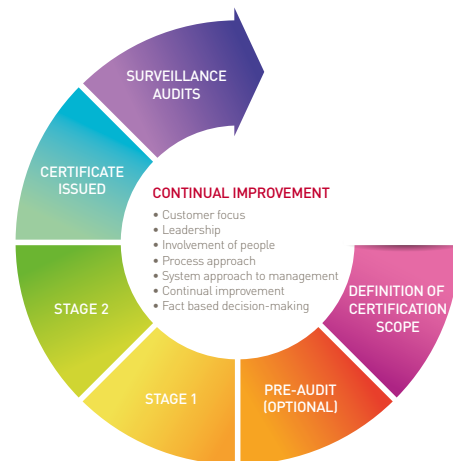 SURVEILLANCE
AUDITS
CERTIFICATE
ISSUED
CONTINUAL IMPROVEMENT
• Customer focus
• Leadership
• Involvement of people
• Process approach
• System approach to management
• Continual improvement
• Fact based decision-making
DEFINITION OF
CERTIFICATION
SCOPE
STAGE 2
PRE-AUDIT
(OPTIONAL)
STAGE 1